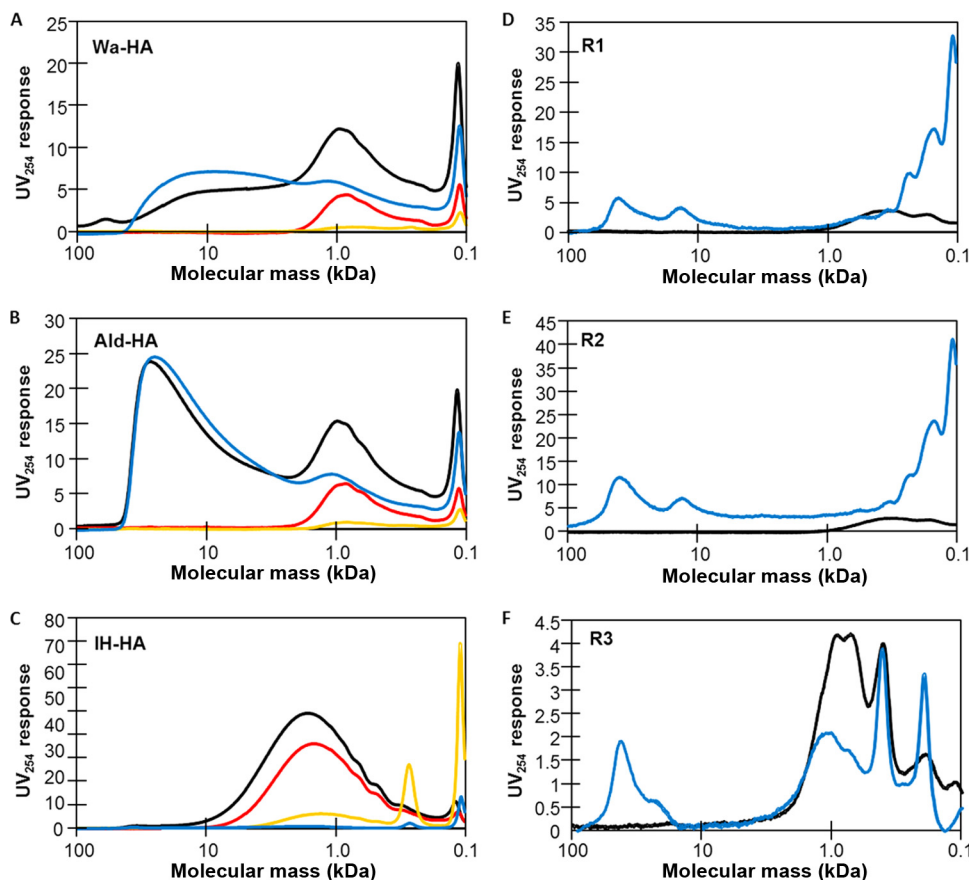 A
Wa-HA
25
20
15
10
5
0
UV254 response
100 10 1.0 0.1
Molecular mass (kDa)
B
Ald-HA
30
25
20
15
10
5
0
UV254 response
100 10 1.0 0.1
Molecular mass (kDa)
C
IH-HA
80
70
60
50
40
30
20
10
0
UV254 response
100 10 1.0 0.1
Molecular mass (kDa)
D
R1
35
30
25
20
15
10
5
0
UV254 response
100 10 1.0 0.1
Molecular mass (kDa)
E
R2
45
40
35
30
25
20
15
10
5
0
UV254 response
100 10 1.0 0.1
Molecular mass (kDa)
F
R3
4.5
4
3.5
3
2.5
2
1.5
1
0.5
0
UV254 response
100 10 1.0 0.1
Molecular mass (kDa)